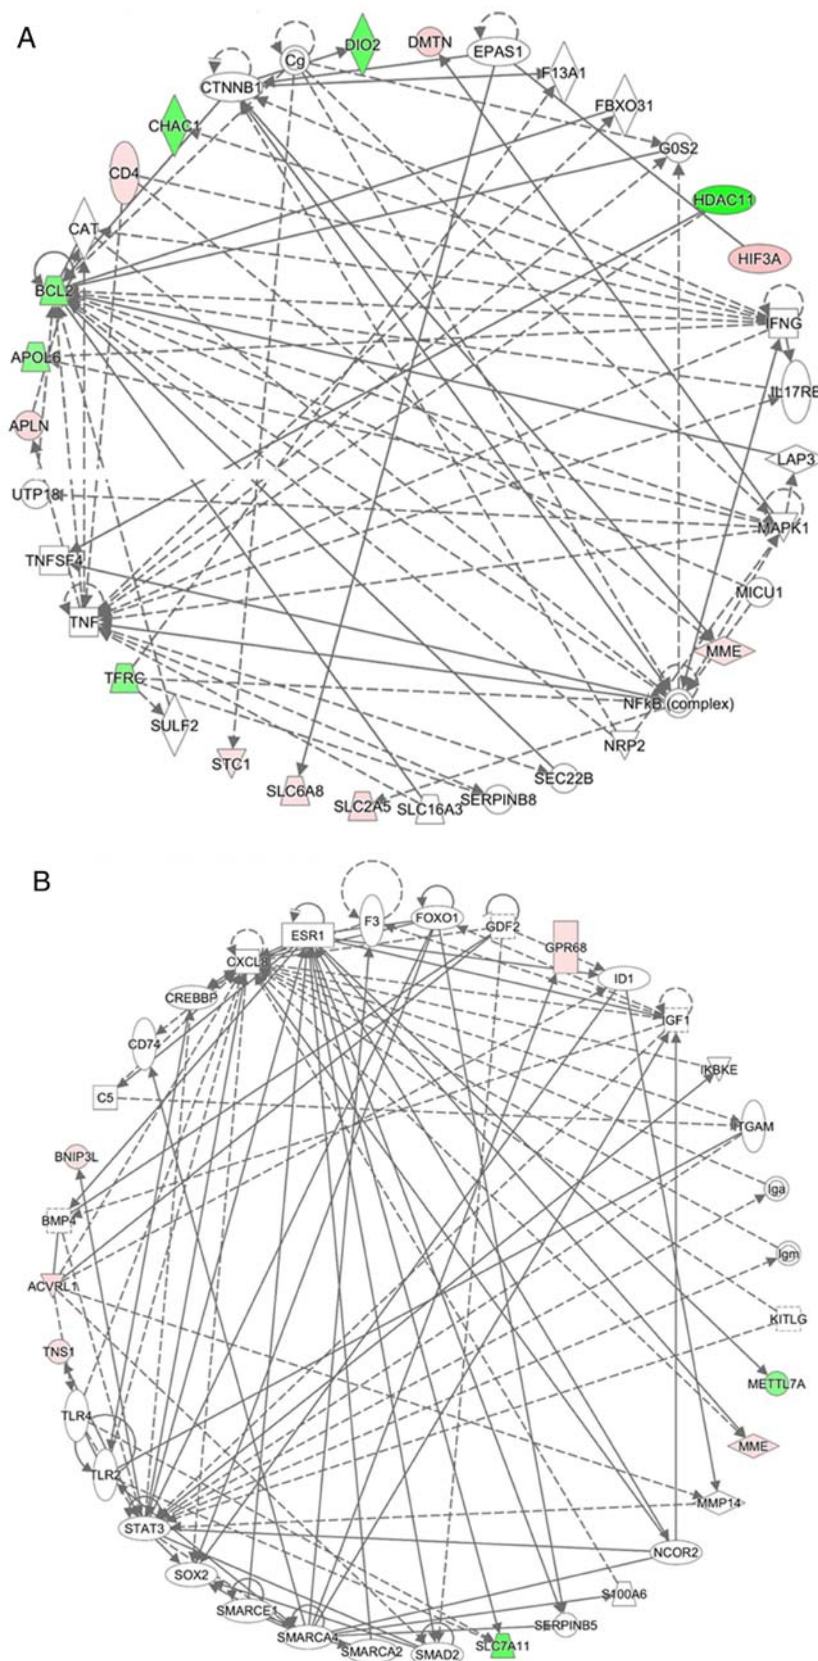 A
DIO2
DMTN
EPAS1
Cg
F13A1
CTNNB1
FBXO31
CHAC1
G0S2
CD4
HDAC11
CAT
HIF3A
BCL2
IFNG
APOL6
IL17RB
APLN
LAP3
UTP18
MAPK1
TNFSF4
MICU1
TNF
MME
TFRC
NFkB (complex)
SULF2
NRP2
STC1
SEC22B
SLC6A8
SERPINB8
SLC2A5
SLC16A3
B
F3
FOXO1
GDF2
ESR1
GPR68
CXCL8
ID1
CREBBP
IGF1
CD74
IKBKE
C5
ITGAM
BNIP3L
Iga
BMP4
Igm
ACVRL1
KITLG
TNS1
METTL7A
TLR4
MME
TLR2
MMP14
STAT3
NCOR2
SOX2
S100A6
SMARCE1
SERPINB5
SMARCA4
SLC7A11
SMARCA2
SMAD2